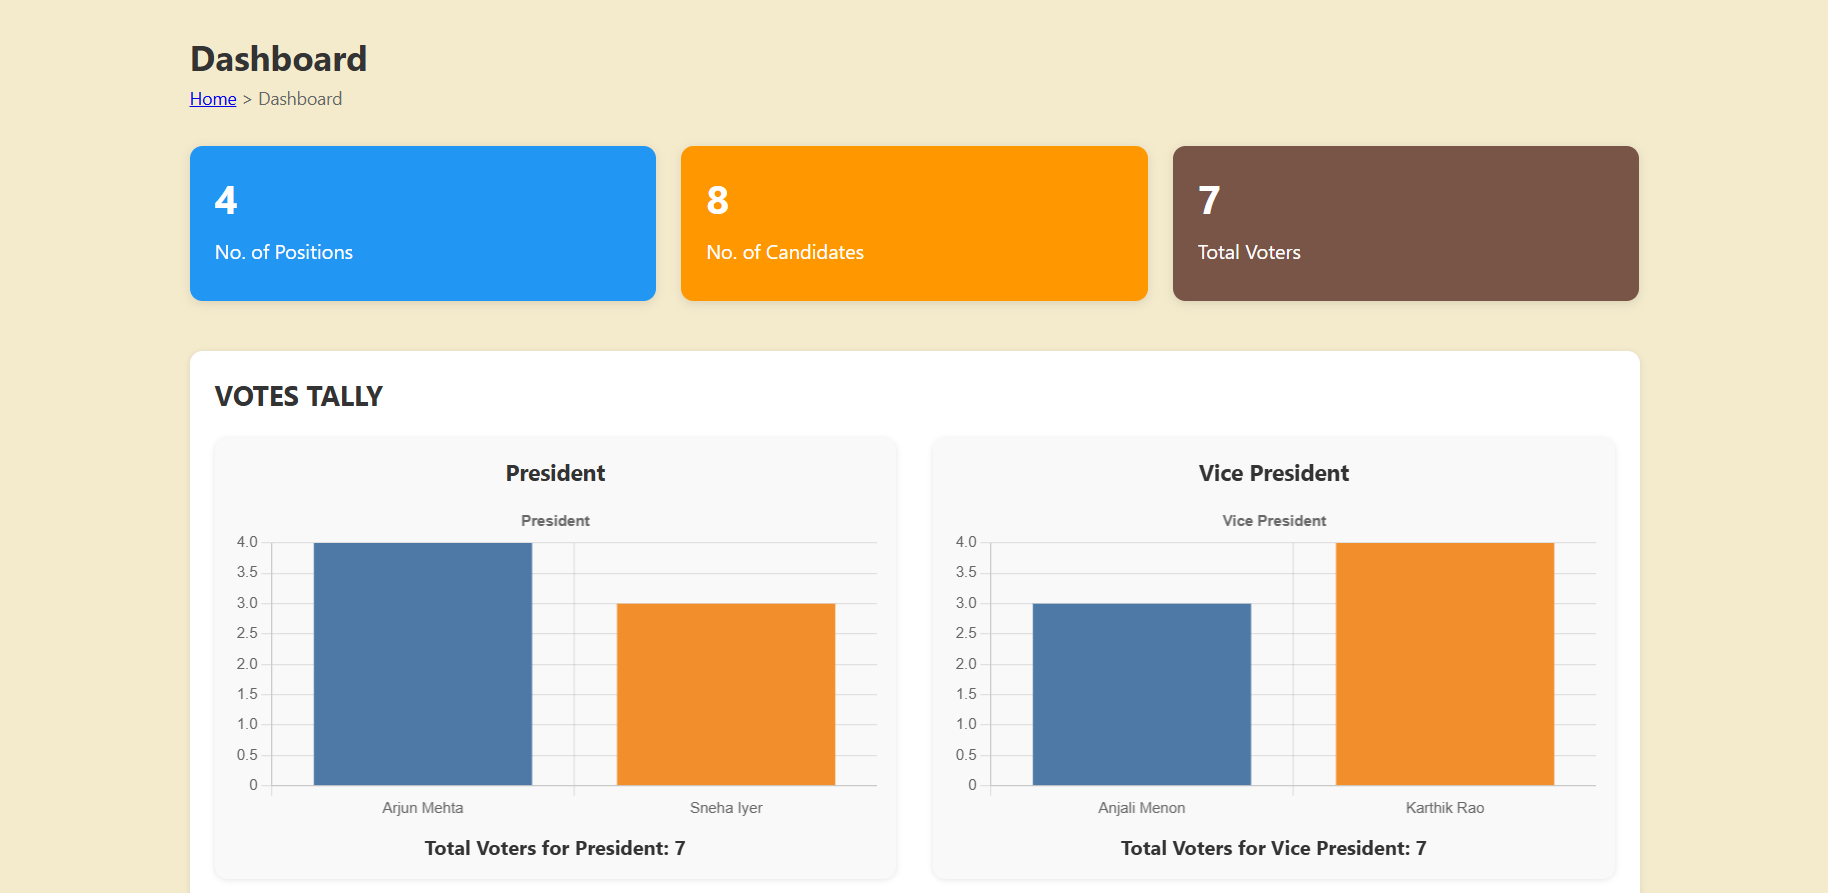 Dashboard
Home > Dashboard
4
No. of Positions
8
No. of Candidates
7
Total Voters
VOTES TALLY
President
President
4.0
3.5
3.0
2.5
2.0
1.5
1.0
0.5
0
Arjun Mehta Sneha Iyer
Total Voters for President: 7
Vice President
Vice President
4.0
3.5
3.0
2.5
2.0
1.5
1.0
0.5
0
Anjali Menon Karthik Rao
Total Voters for Vice President: 7